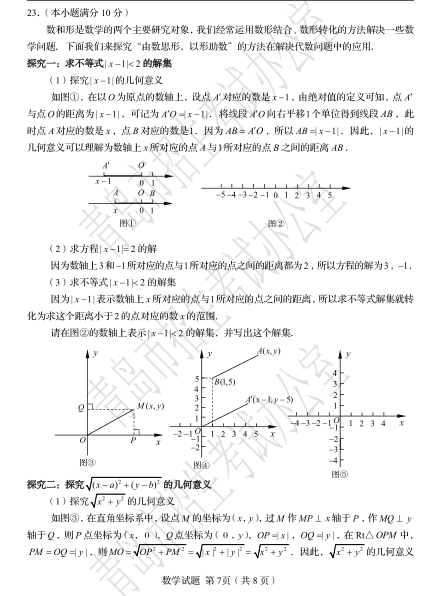 23.（本小题满分 10 分）
数和形是数学的两个主要研究对象，我们经常运用数形结合、数形转化的方法解决一些数
学问题. 下面我们来探究“由数思形，以形助数”的方法在解决代数问题中的应用.
探究一：求不等式| x −1|< 2 的解集
（1）探究| x −1|的几何意义
如图①，在以 O 为原点的数轴上，设点 A′ 对应的数是 x −1，由绝对值的定义可知，点 A′
与点 O 的距离为| x −1|，可记为 A′O =| x −1|. 将线段 A′O 向右平移1个单位得到线段 AB，此
时点 A 对应的数是 x，点 B 对应的数是1. 因为 AB = A′O，所以 AB =| x −1|. 因此，| x −1|的
几何意义可以理解为数轴上 x 所对应的点 A 与1所对应的点 B 之间的距离 AB.
A′ O
x −1 0 1
A O B
x 0 1
图①
−5 −4 −3 −2 −1 0 1 2 3 4 5
图②
（2）求方程| x −1|= 2 的解
因为数轴上3 和−1所对应的点与1所对应的点之间的距离都为 2，所以方程的解为3，−1.
（3）求不等式| x −1|< 2 的解集
因为| x −1|表示数轴上 x 所对应的点与1所对应的点之间的距离，所以求不等式解集就转
化为求这个距离小于 2 的点对应的数 x 的范围.
请在图②的数轴上表示| x −1|< 2 的解集，并写出这个解集.
y
Q M (x, y)
O P x
图③
y A(x, y)
5 B(1,5)
4
3 A′(x−1, y−5)
2
1
−2 −1 O 1 2 3 4 5 x
−1
−2
图④
y
4
3
2
1
−4 −3 −2 −1 O 1 2 3 4 x
−1
−2
−3
−4
图⑤
探究二：探究 √(x − a)² + (y − b)² 的几何意义
（1）探究 √x² + y² 的几何意义
如图③，在直角坐标系中，设点 M 的坐标为（x，y），过 M 作 MP ⊥ x 轴于 P，作 MQ ⊥ y
轴于 Q，则 P 点坐标为（x，0），Q 点坐标为（0，y），OP =| x |，OQ =| y |，在 Rt△ OPM 中，
PM = OQ =| y |，则 MO = √OP² + PM² = √| x |² + | y |² = √x² + y². 因此，√x² + y² 的几何意义
数学试题 第 7页（共 8 页）
青岛市招生考试办公室